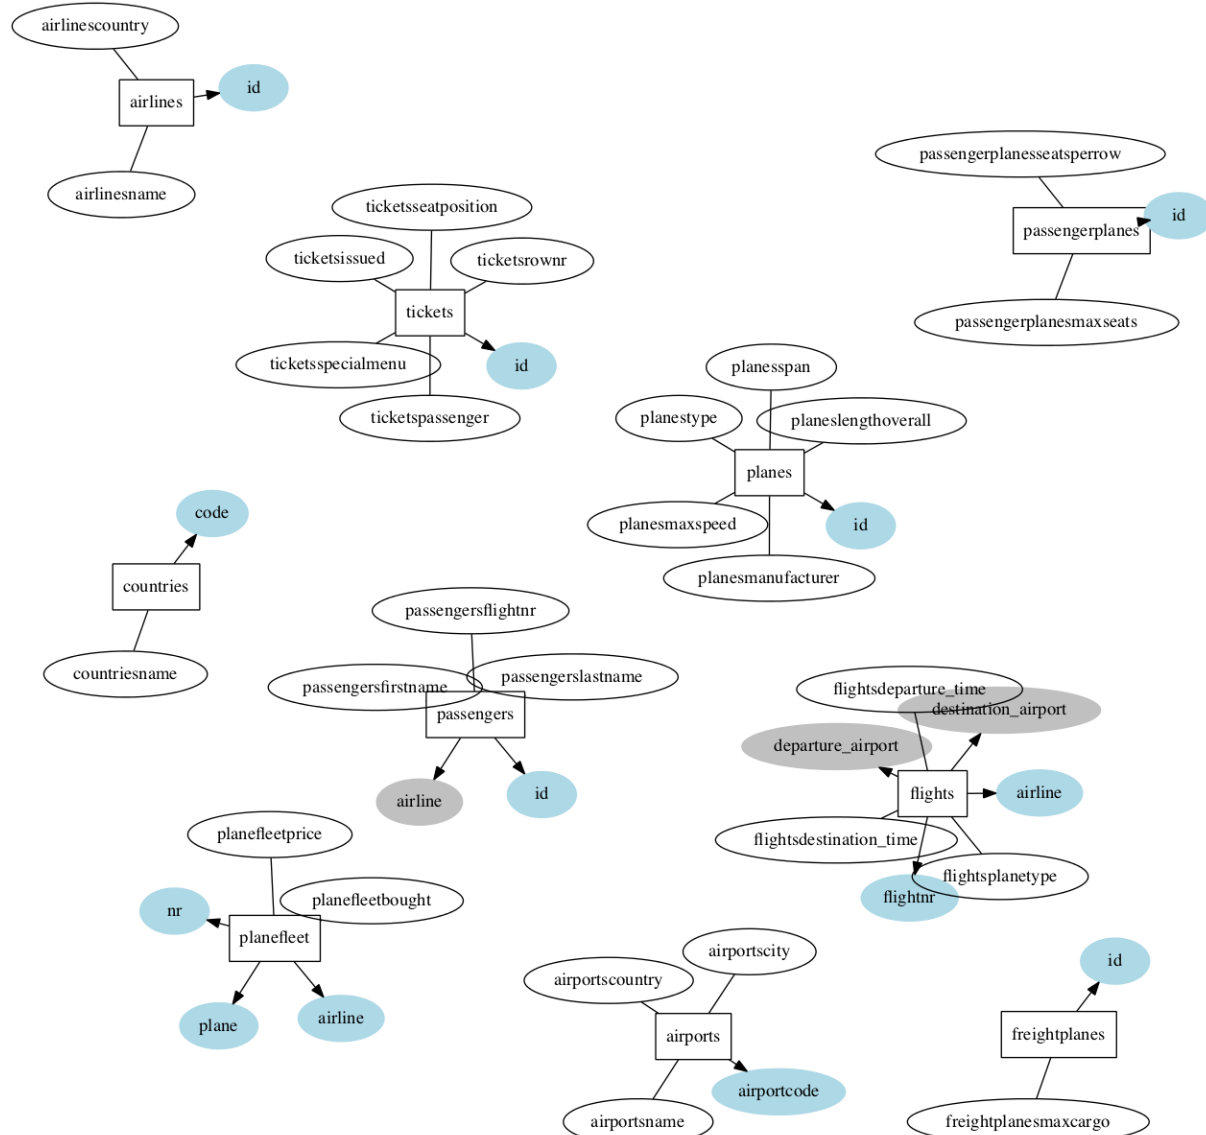 airlinescountry
airlines
id
airlinesname
passengerplanesseatsperrow
passengerplanes
id
passengerplanesmaxseats
ticketsseatposition
ticketsissued
ticketsrownr
tickets
ticketsspecialmenu
id
ticketspassenger
planesspan
planestype
planeslengthoverall
planes
planesmaxspeed
id
planesmanufacturer
code
countries
countriesname
passengersflightnr
passengersfirstname
passengerslastname
passengers
airline
id
flightsdeparture_time
destination_airport
departure_airport
flights
airline
flightsdestination_time
flightsplanetype
flightnr
planefleetprice
planefleetbought
nr
planefleet
plane
airline
airportscity
airportscountry
airports
airportcode
airportsname
id
freightplanes
freightplanesmaxcargo